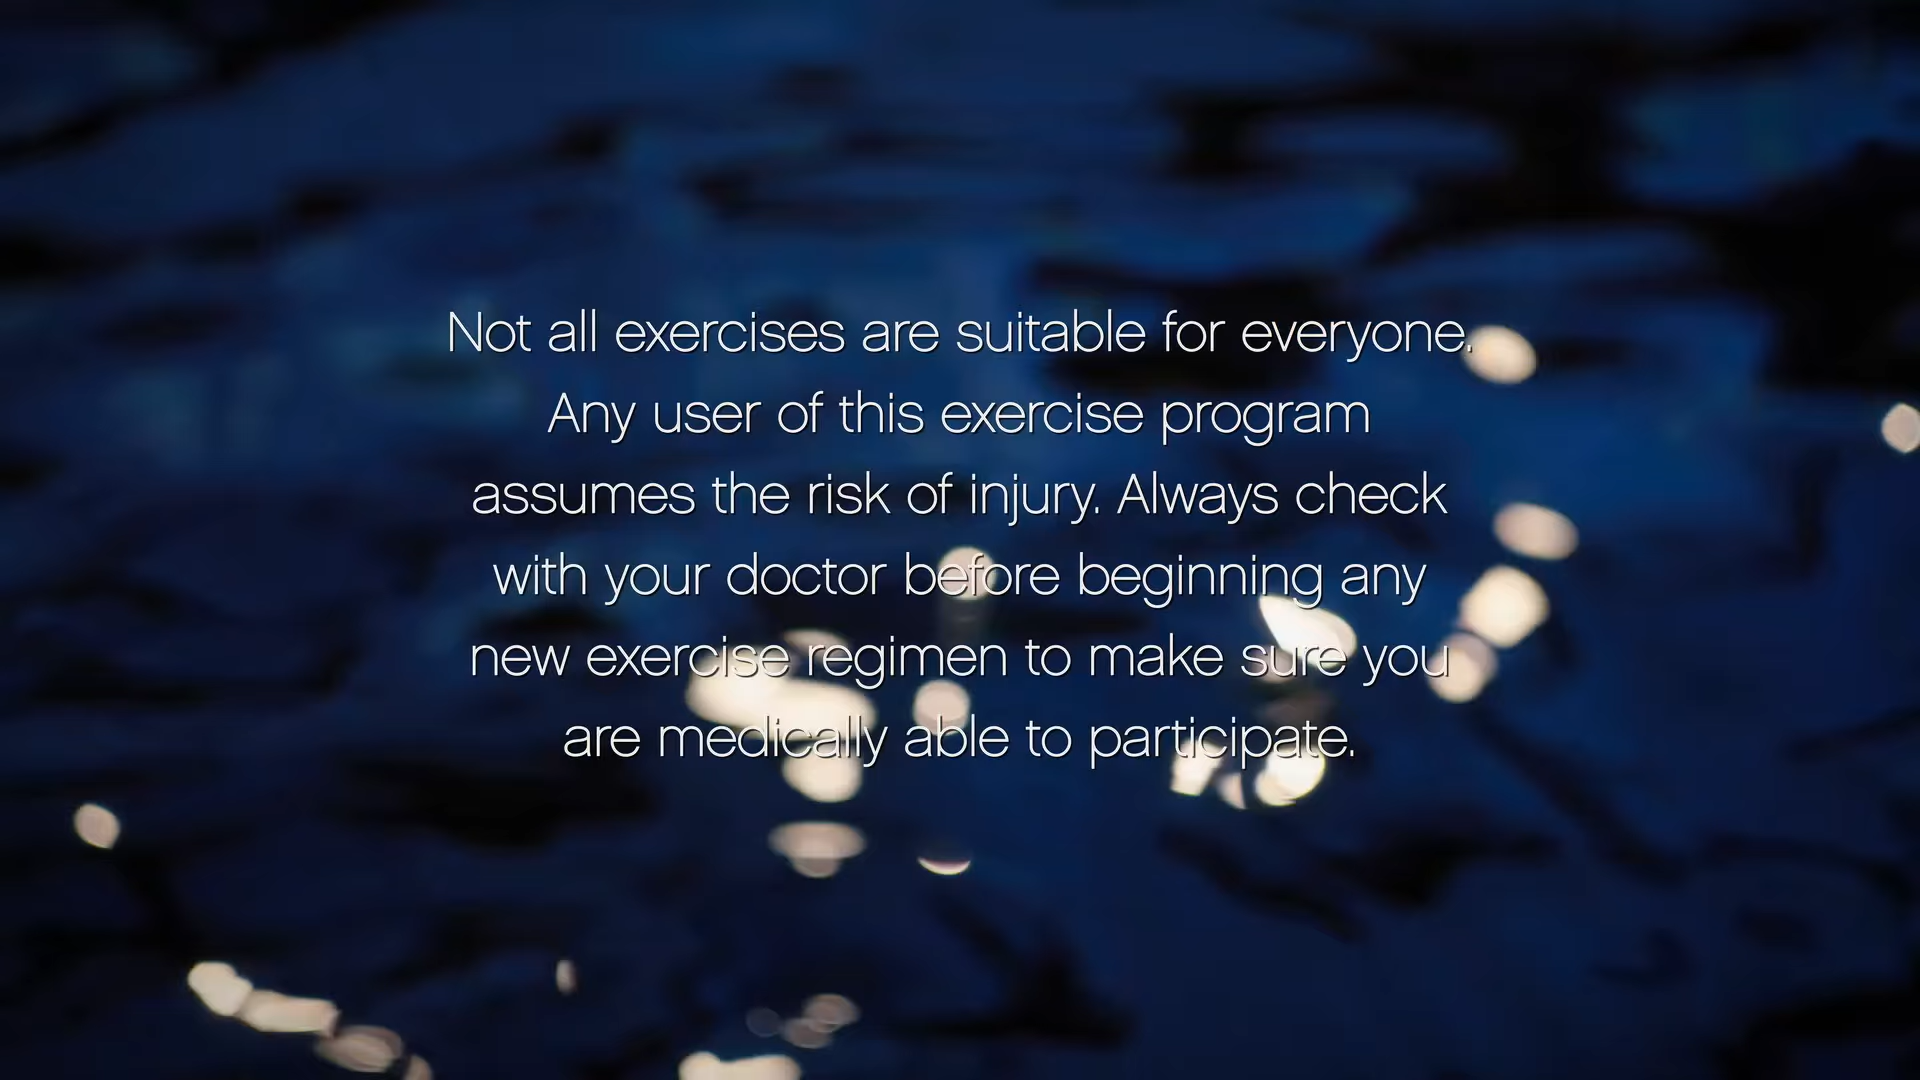 Not all exercises are suitable for everyone.
Any user of this exercise program
assumes the risk of injury. Always check
with your doctor before beginning any
new exercise regimen to make sure you
are medically able to participate.